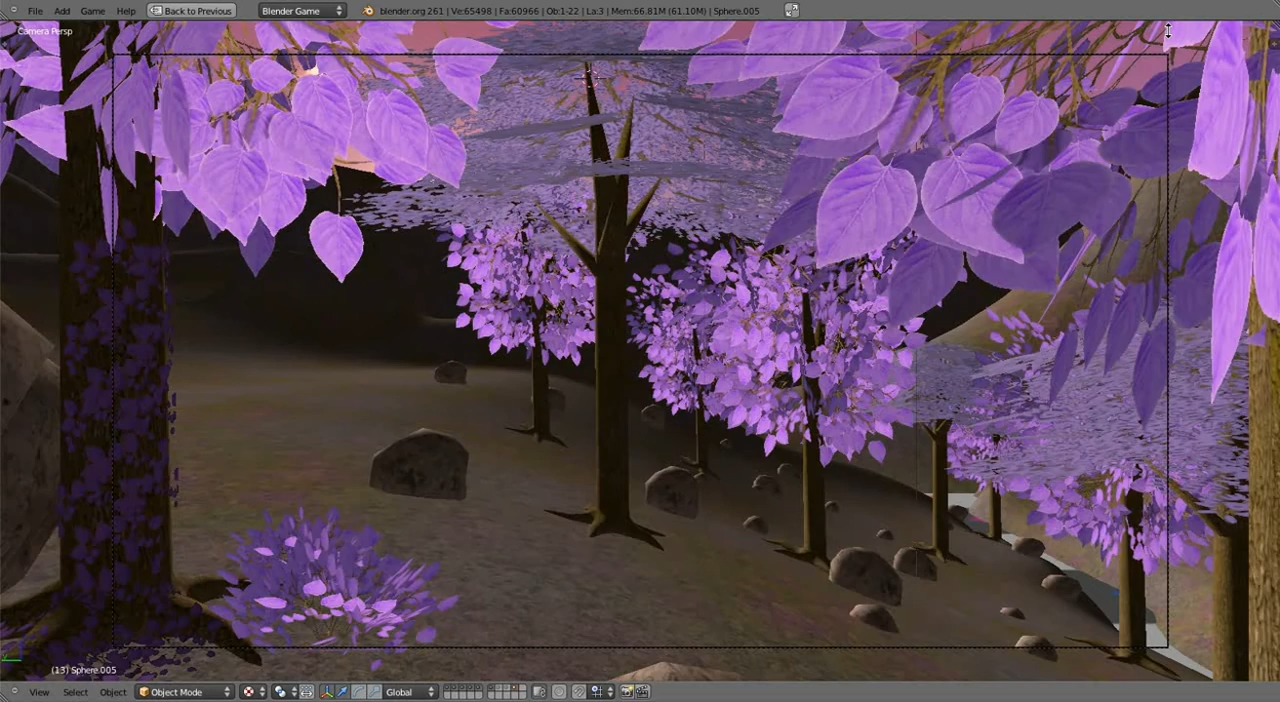 File Add Game Help Back to Previous Blender Game blender.org 261 | Ve:65498 | Fa:60966 | Ob:1-22 | La:3 | Mem:66.81M (61.10M) | Sphere.005
Camera Persp
(13) Sphere.005
View Select Object Object Mode Global